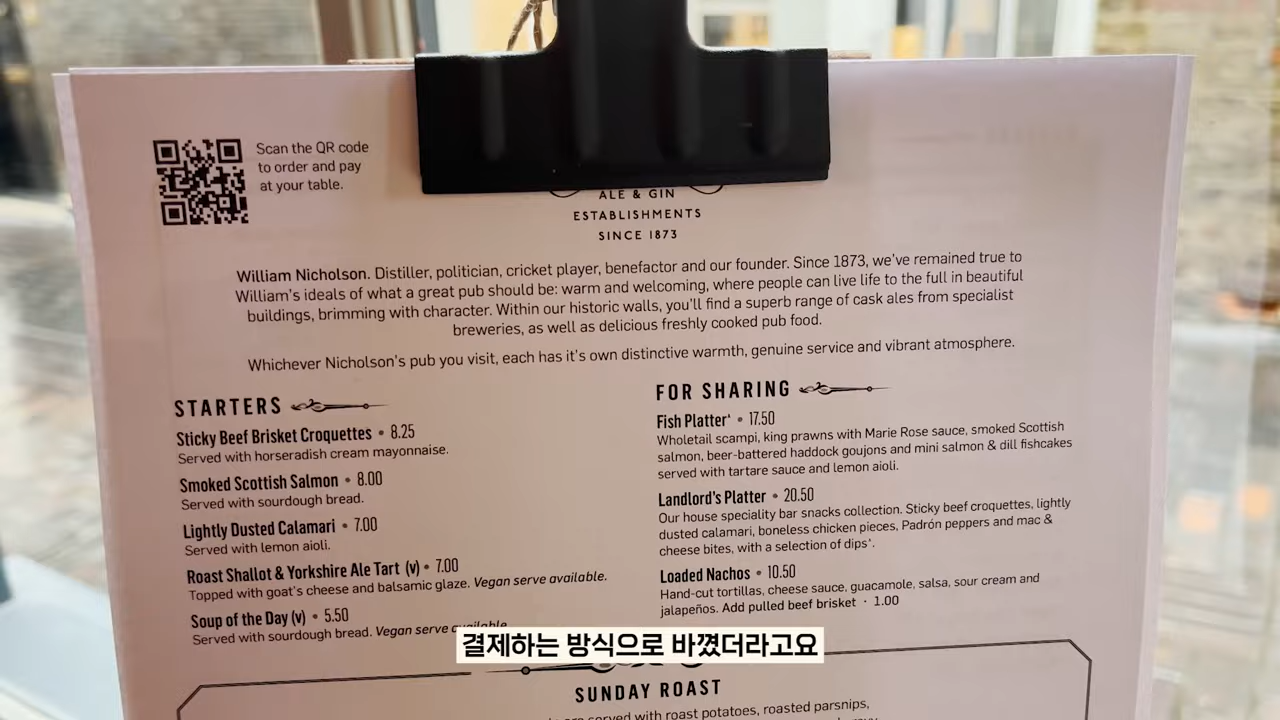 Scan the QR code
to order and pay
at your table.
ALE & GIN
ESTABLISHMENTS
SINCE 1873
William Nicholson. Distiller, politician, cricket player, benefactor and our founder. Since 1873, we've remained true to
William's ideals of what a great pub should be: warm and welcoming, where people can live life to the full in beautiful
buildings, brimming with character. Within our historic walls, you'll find a superb range of cask ales from specialist
breweries, as well as delicious freshly cooked pub food.
Whichever Nicholson's pub you visit, each has it's own distinctive warmth, genuine service and vibrant atmosphere.
STARTERS
Sticky Beef Brisket Croquettes • 8.25
Served with horseradish cream mayonnaise.
Smoked Scottish Salmon • 8.00
Served with sourdough bread.
Lightly Dusted Calamari • 7.00
Served with lemon aioli.
Roast Shallot & Yorkshire Ale Tart (v) • 7.00
Topped with goat's cheese and balsamic glaze. Vegan serve available.
Soup of the Day (v) • 5.50
Served with sourdough bread. Vegan serve available.
FOR SHARING
Fish Platter* • 17.50
Wholetail scampi, king prawns with Marie Rose sauce, smoked Scottish
salmon, beer-battered haddock goujons and mini salmon & dill fishcakes
served with tartare sauce and lemon aioli.
Landlord's Platter • 20.50
Our house speciality bar snacks collection. Sticky beef croquettes, lightly
dusted calamari, boneless chicken pieces, Padrón peppers and mac &
cheese bites, with a selection of dips*.
Loaded Nachos • 10.50
Hand-cut tortillas, cheese sauce, guacamole, salsa, sour cream and
jalapeños. Add pulled beef brisket · 1.00
결제하는 방식으로 바꼈더라고요
SUNDAY ROAST
are served with roast potatoes, roasted parsnips,